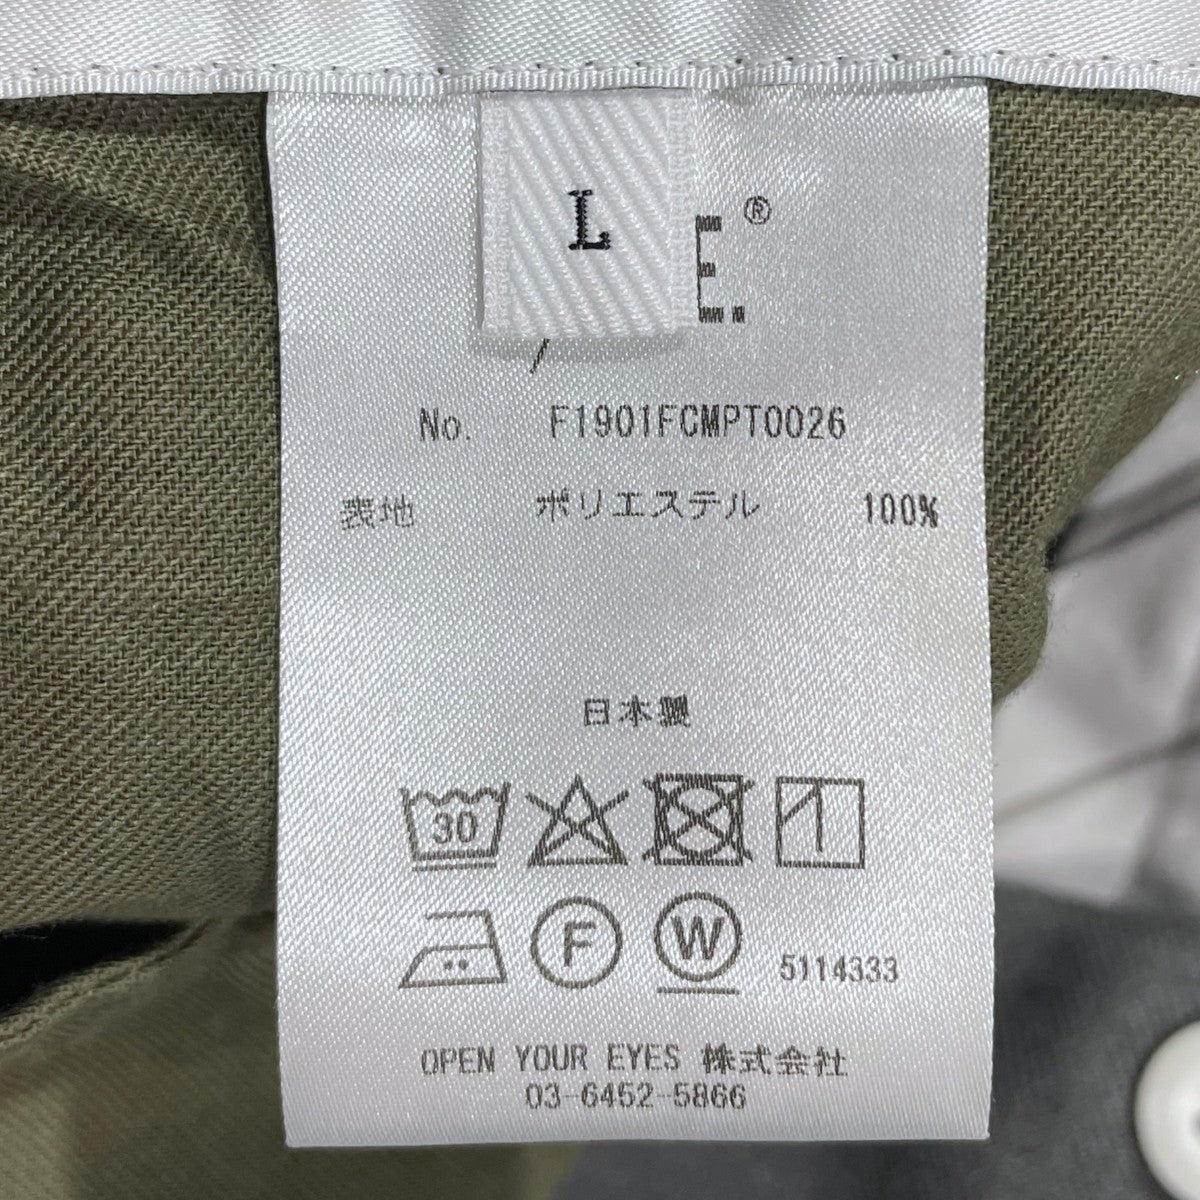 L
E.®
No. F1901FCMPT0026
表地 ポリエステル 100%
日本製
30
F W 5114333
OPEN YOUR EYES 株式会社
03-6452-5866